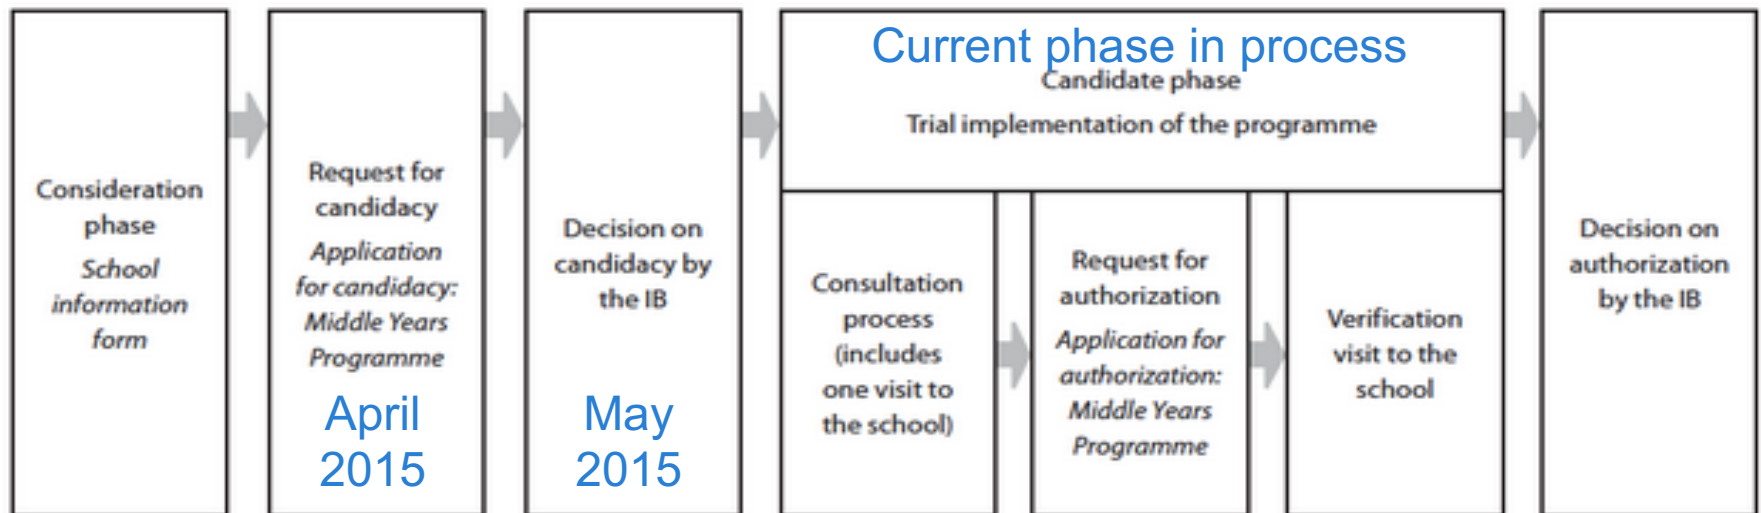 Consideration
phase
School
information
form
Request for
candidacy
Application
for candidacy:
Middle Years
Programme
April
2015
Decision on
candidacy by
the IB
May
2015
Current phase in process
Candidate phase
Trial implementation of the programme
Consultation
process
(includes
one visit to
the school)
Request for
authorization
Application for
authorization:
Middle Years
Programme
Verification
visit to the
school
Decision on
authorization
by the IB